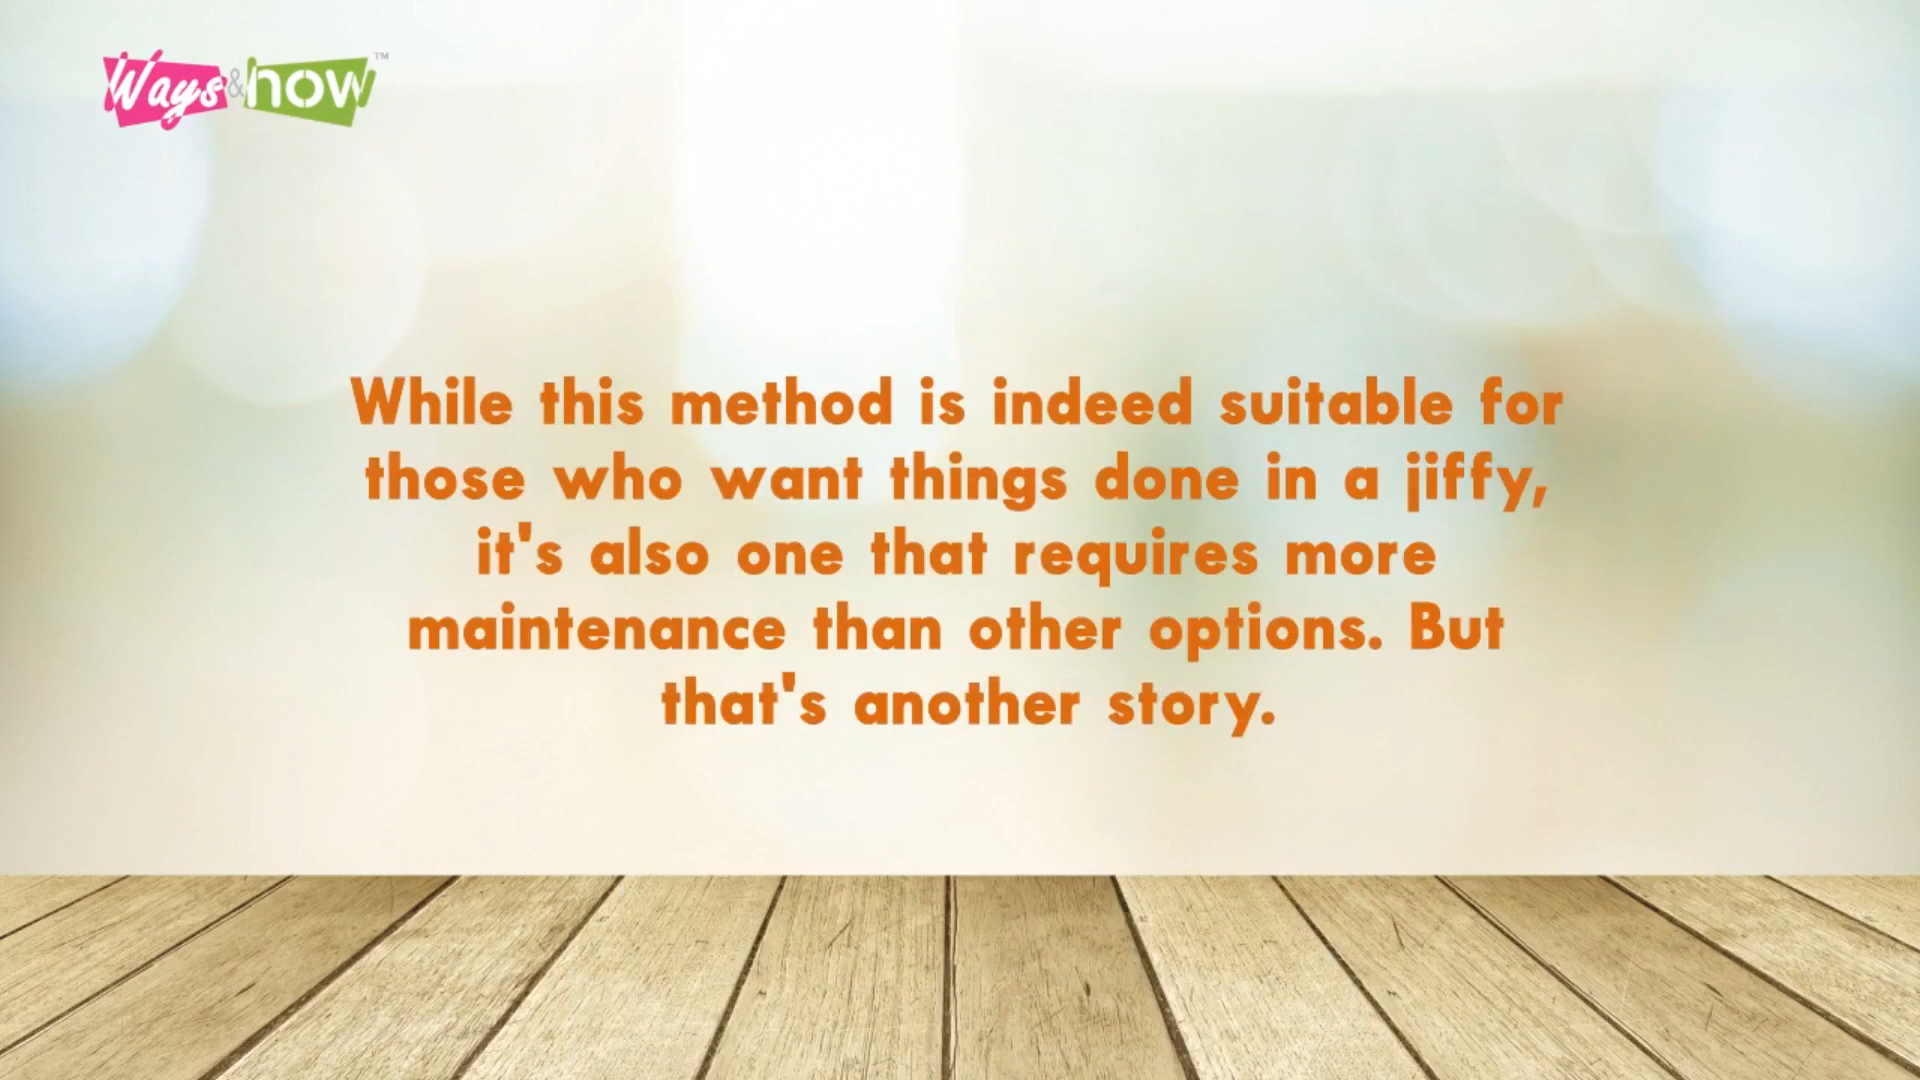 Ways&how™
While this method is indeed suitable for
those who want things done in a jiffy,
it's also one that requires more
maintenance than other options. But
that's another story.